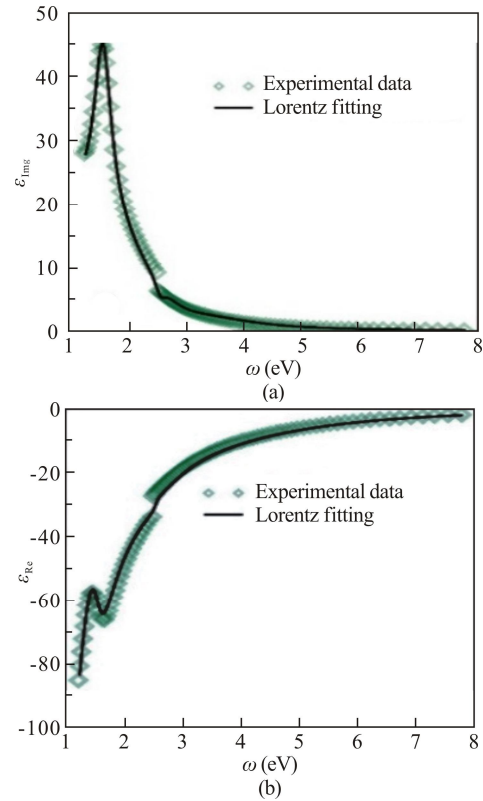 50
40
30
20
10
0
ε Img
Experimental data
Lorentz fitting
1 2 3 4 5 6 7 8
ω (eV)
(a)
0
-20
-40
-60
-80
-100
ε Re
Experimental data
Lorentz fitting
1 2 3 4 5 6 7 8
ω (eV)
(b)